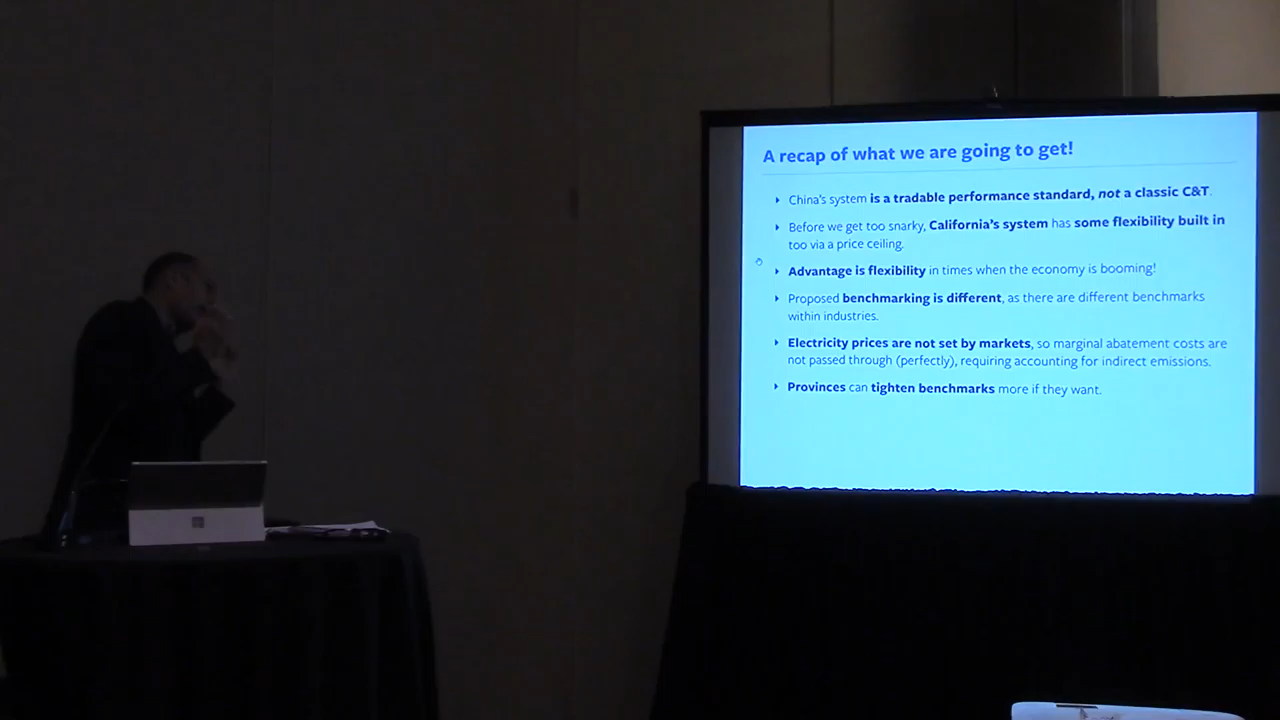 A recap of what we are going to get!
China's system is a tradable performance standard, not a classic C&T.
Before we get too snarky, California's system has some flexibility built in
too via a price ceiling.
Advantage is flexibility in times when the economy is booming!
Proposed benchmarking is different, as there are different benchmarks
within industries.
Electricity prices are not set by markets, so marginal abatement costs are
not passed through (perfectly), requiring accounting for indirect emissions.
Provinces can tighten benchmarks more if they want.